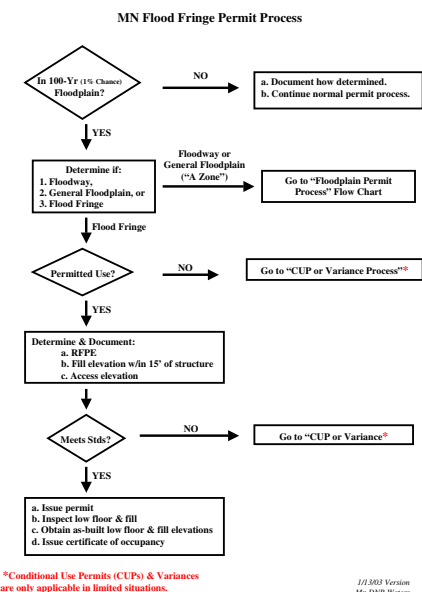 MN Flood Fringe Permit Process
In 100-Yr (1% Chance)
Floodplain?
NO
a. Document how determined.
b. Continue normal permit process.
YES
Determine if:
1. Floodway,
2. General Floodplain, or
3. Flood Fringe
Floodway or
General Floodplain
("A Zone")
Go to "Floodplain Permit
Process" Flow Chart
Flood Fringe
Permitted Use?
NO
Go to "CUP or Variance Process"*
YES
Determine & Document:
a. RFPE
b. Fill elevation w/in 15' of structure
c. Access elevation
Meets Stds?
NO
Go to "CUP or Variance*
YES
a. Issue permit
b. Inspect low floor & fill
c. Obtain as-built low floor & fill elevations
d. Issue certificate of occupancy
*Conditional Use Permits (CUPs) & Variances
are only applicable in limited situations.
1/13/03 Version
Mn DNR Waters